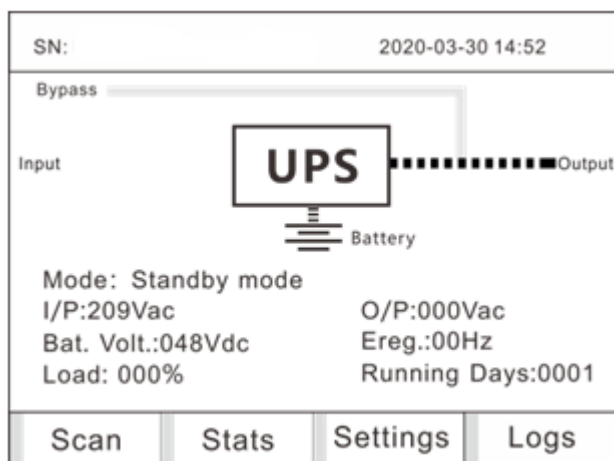 SN: 2020-03-30 14:52
Bypass
Input UPS Output
Battery
Mode: Standby mode
I/P:209Vac O/P:000Vac
Bat. Volt.:048Vdc Ereg.:00Hz
Load: 000% Running Days:0001
Scan Stats Settings Logs